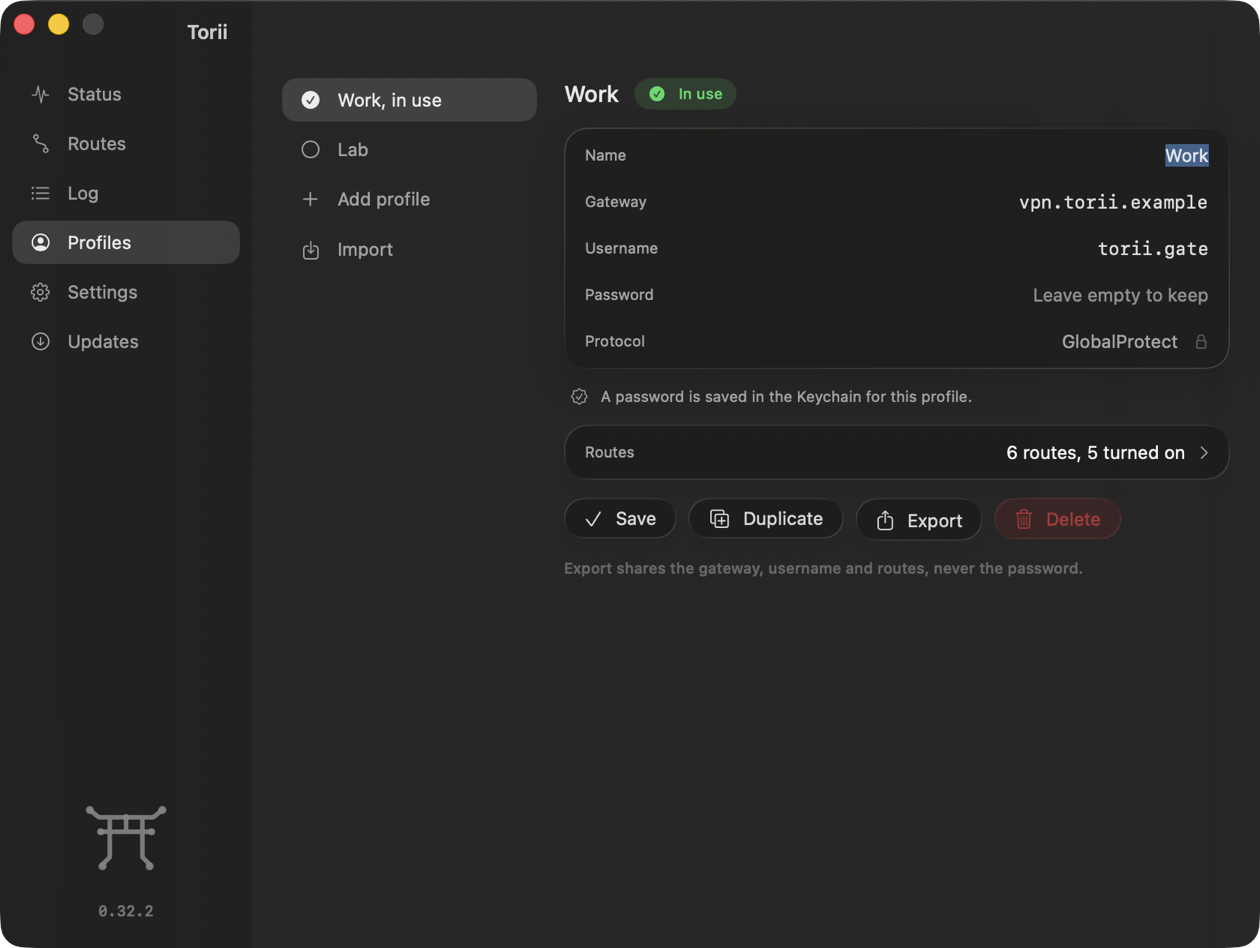 Torii
Status
Routes
Log
Profiles
Settings
Updates
0.32.2
Work, in use
Lab
Add profile
Import
Work In use
Name Work
Gateway vpn.torii.example
Username torii.gate
Password Leave empty to keep
Protocol GlobalProtect
A password is saved in the Keychain for this profile.
Routes 6 routes, 5 turned on
Save Duplicate Export Delete
Export shares the gateway, username and routes, never the password.